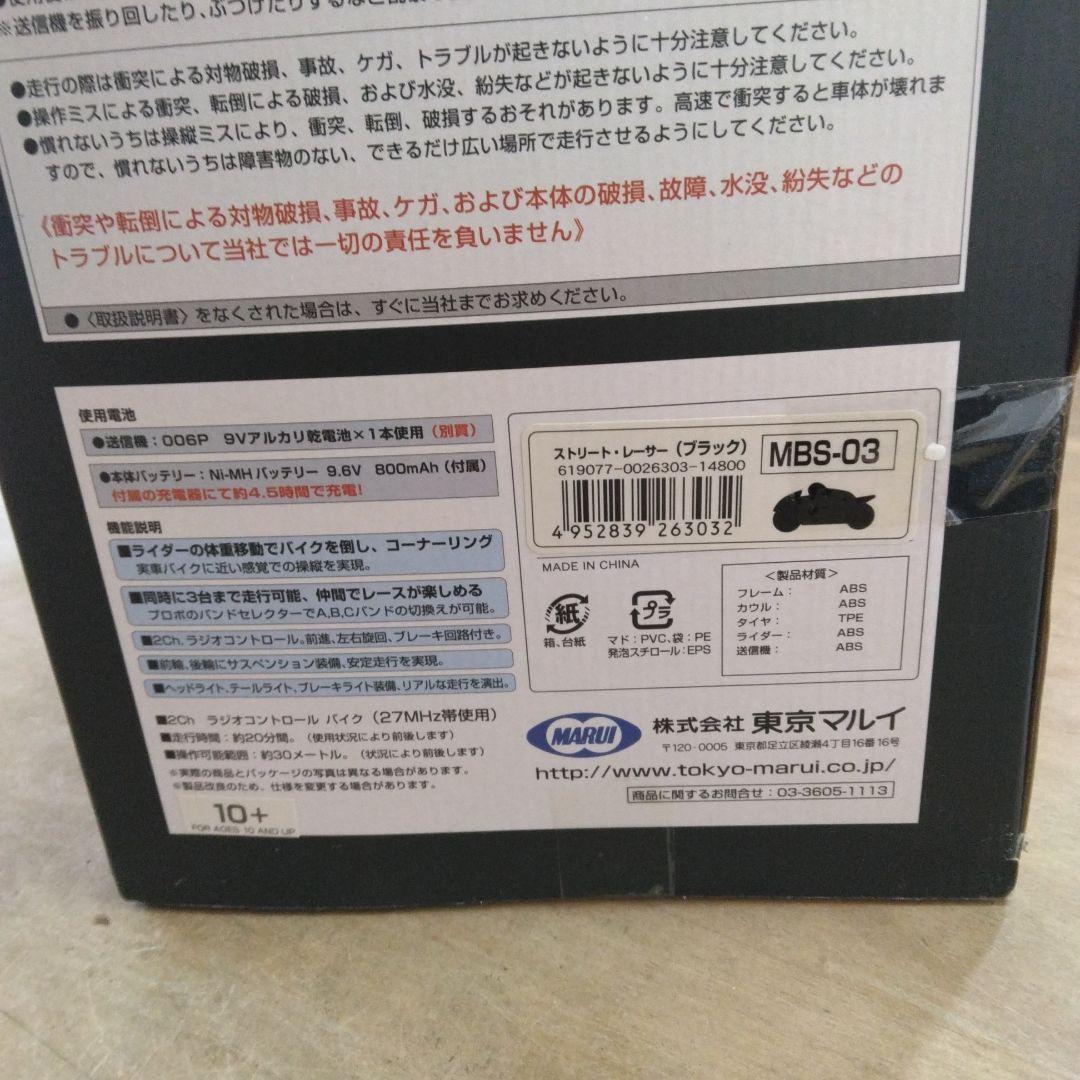 ※送信機を振り回したり、ぶつけたりするなど
●走行の際は衝突による対物破損、事故、ケガ、トラブルが起きないように十分注意してください。
●操作ミスによる衝突、転倒による破損、および水没、紛失などが起きないように十分注意してください。
●慣れないうちは操縦ミスにより、衝突、転倒、破損するおそれがあります。高速で衝突すると車体が壊れま
すので、慣れないうちは障害物のない、できるだけ広い場所で走行させるようにしてください。
《衝突や転倒による対物破損、事故、ケガ、および本体の破損、故障、水没、紛失などの
トラブルについて当社では一切の責任を負いません》
●〈取扱説明書〉をなくされた場合は、すぐに当社までお求めください。
使用電池
●送信機：006P 9Vアルカリ乾電池×1本使用（別買）
●本体バッテリー：Ni-MHバッテリー 9.6V 800mAh（付属）
付属の充電器にて約4.5時間で充電!
機能説明
■ライダーの体重移動でバイクを倒し、コーナーリング
実車バイクに近い感覚での操縦を実現。
■同時に3台まで走行可能、仲間でレースが楽しめる
プロポのバンドセレクターでA,B,Cバンドの切換えが可能。
■2Ch. ラジオコントロール。前進、左右旋回、ブレーキ回路付き。
■前輪、後輪にサスペンション装備、安定走行を実現。
■ヘッドライト、テールライト、ブレーキライト装備、リアルな走行を演出。
■2Ch ラジオコントロール バイク（27MHz帯使用）
■走行時間：約20分間。（使用状況により前後します）
■操作可能範囲：約30メートル。（状況により前後します）
※実際の商品とパッケージの写真は異なる場合があります。
※製品改良のため、仕様を変更する場合があります。
10+
FOR AGES 10 AND UP
ストリート・レーサー（ブラック）
619077-0026303-14800
MBS-03
4 952839 263032
MADE IN CHINA
紙
箱、台紙
プラ
マド：PVC、袋：PE
発泡スチロール：EPS
＜製品材質＞
フレーム： ABS
カウル： ABS
タイヤ： TPE
ライダー： ABS
送信機： ABS
MARUI
株式会社 東京マルイ
〒120-0005 東京都足立区綾瀬4丁目16番16号
http://www.tokyo-marui.co.jp/
商品に関するお問合せ：03-3605-1113